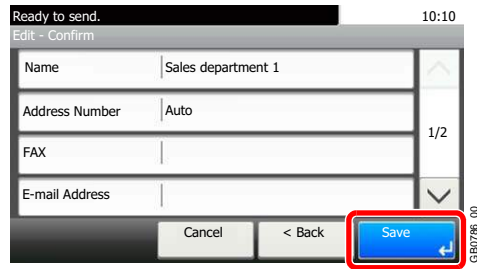 Ready to send. 10:10
Edit - Confirm
Name Sales department 1
Address Number Auto
1/2
FAX
E-mail Address
Cancel < Back Save
GB0786_00